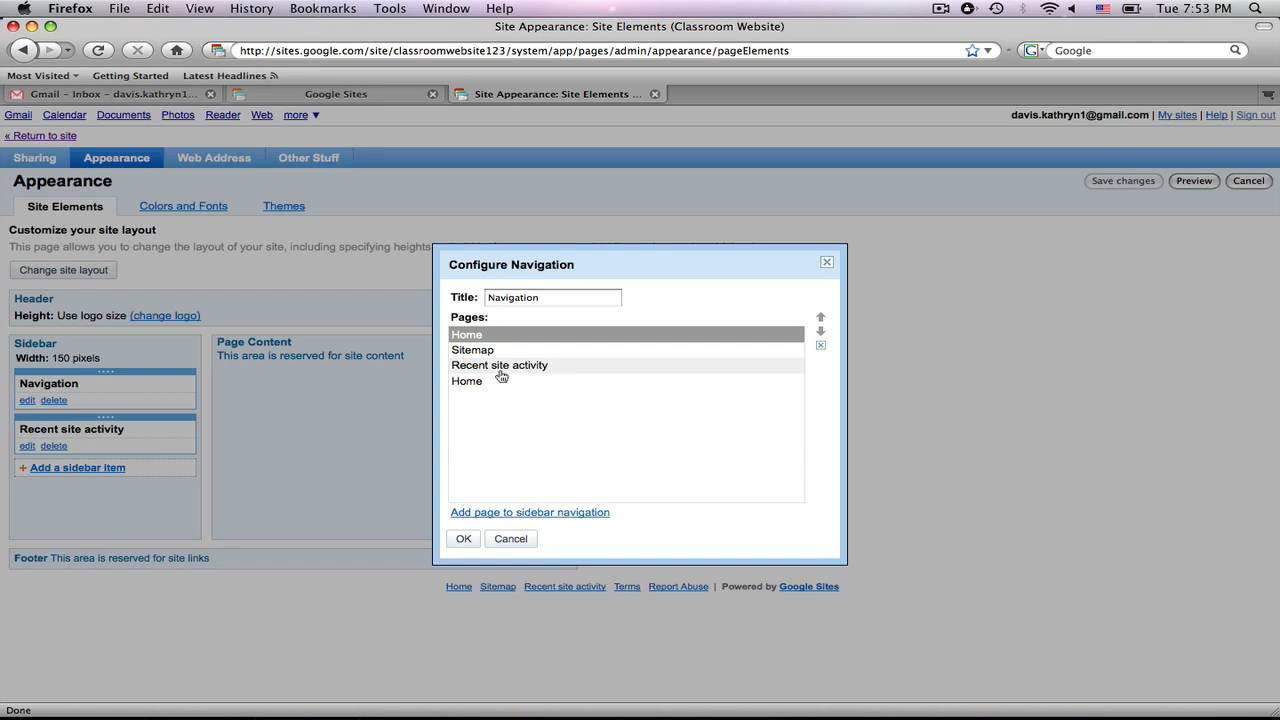 Firefox File Edit View History Bookmarks Tools Window Help Tue 7:53 PM
Site Appearance: Site Elements (Classroom Website)
http://sites.google.com/site/classroomwebsite123/system/app/pages/admin/appearance/pageElements Google
Most Visited Getting Started Latest Headlines
Gmail - Inbox - davis.kathryn1... Google Sites Site Appearance: Site Elements ...
Gmail Calendar Documents Photos Reader Web more ▼ davis.kathryn1@gmail.com | My sites | Help | Sign out
« Return to site
Sharing Appearance Web Address Other Stuff
Appearance Save changes Preview Cancel
Site Elements Colors and Fonts Themes
Customize your site layout
This page allows you to change the layout of your site, including specifying heights
Change site layout
Header
Height: Use logo size (change logo)
Sidebar
Width: 150 pixels
Navigation
edit delete
Recent site activity
edit delete
+ Add a sidebar item
Page Content
This area is reserved for site content
Footer This area is reserved for site links
Configure Navigation
Title: Navigation
Pages:
Home
Sitemap
Recent site activity
Home
Add page to sidebar navigation
OK Cancel
Home Sitemap Recent site activity Terms Report Abuse | Powered by Google Sites
Done